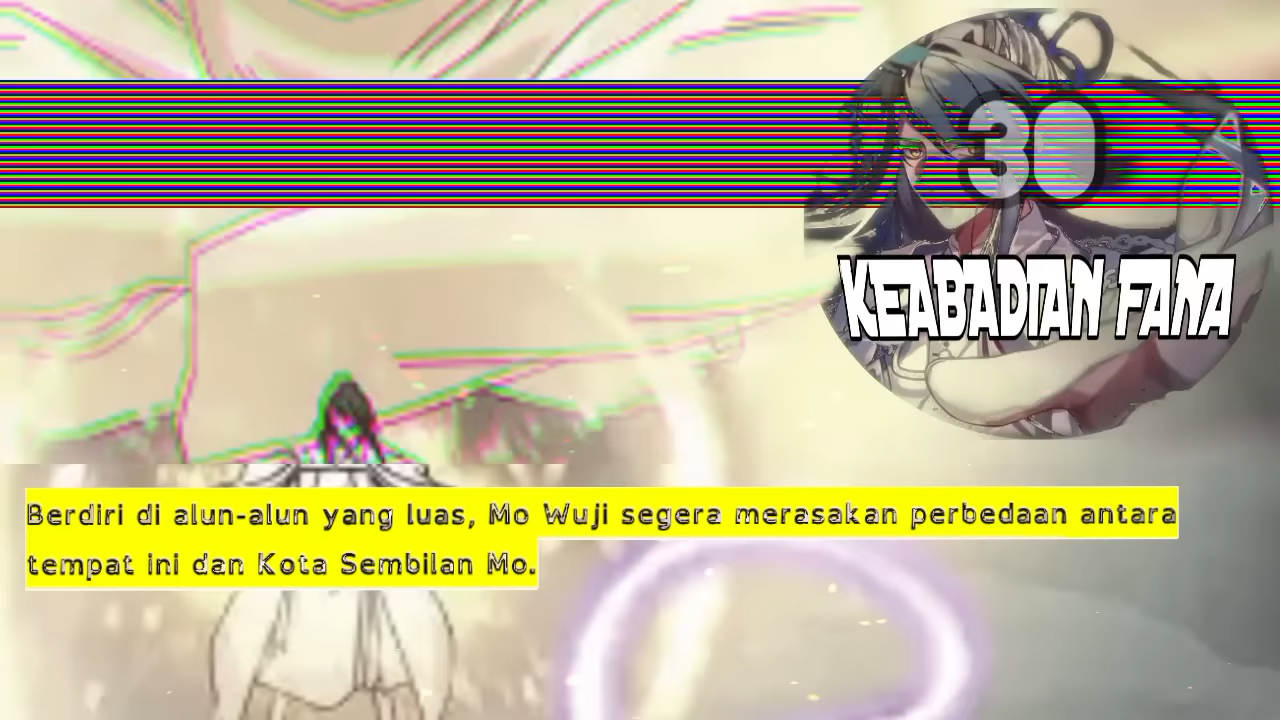 30
KEABADIAN FANA
Berdiri di alun-alun yang luas, Mo Wuji segera merasakan perbedaan antara
tempat ini dan Kota Sembilan Mo.